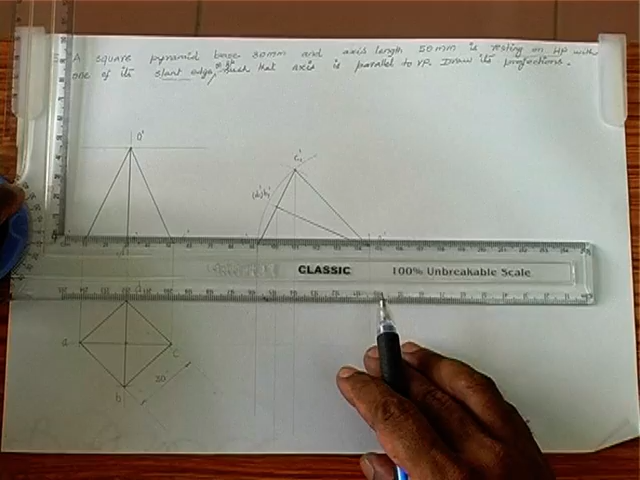 A square pyramid base 30mm and axis length 50mm is resting on HP with
one of its slant edge, such that axis is parallel to VP. Draw its projections.
O'
CLASSIC
100% Unbreakable Scale
a
c
b
30